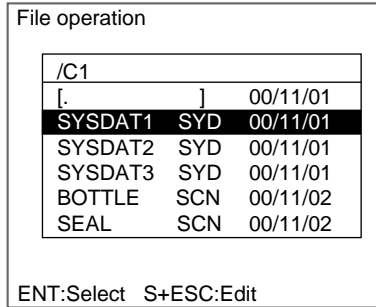 File operation
/C1
[. ] 00/11/01
SYSDAT1 SYD 00/11/01
SYSDAT2 SYD 00/11/01
SYSDAT3 SYD 00/11/01
BOTTLE SCN 00/11/02
SEAL SCN 00/11/02
ENT:Select S+ESC:Edit